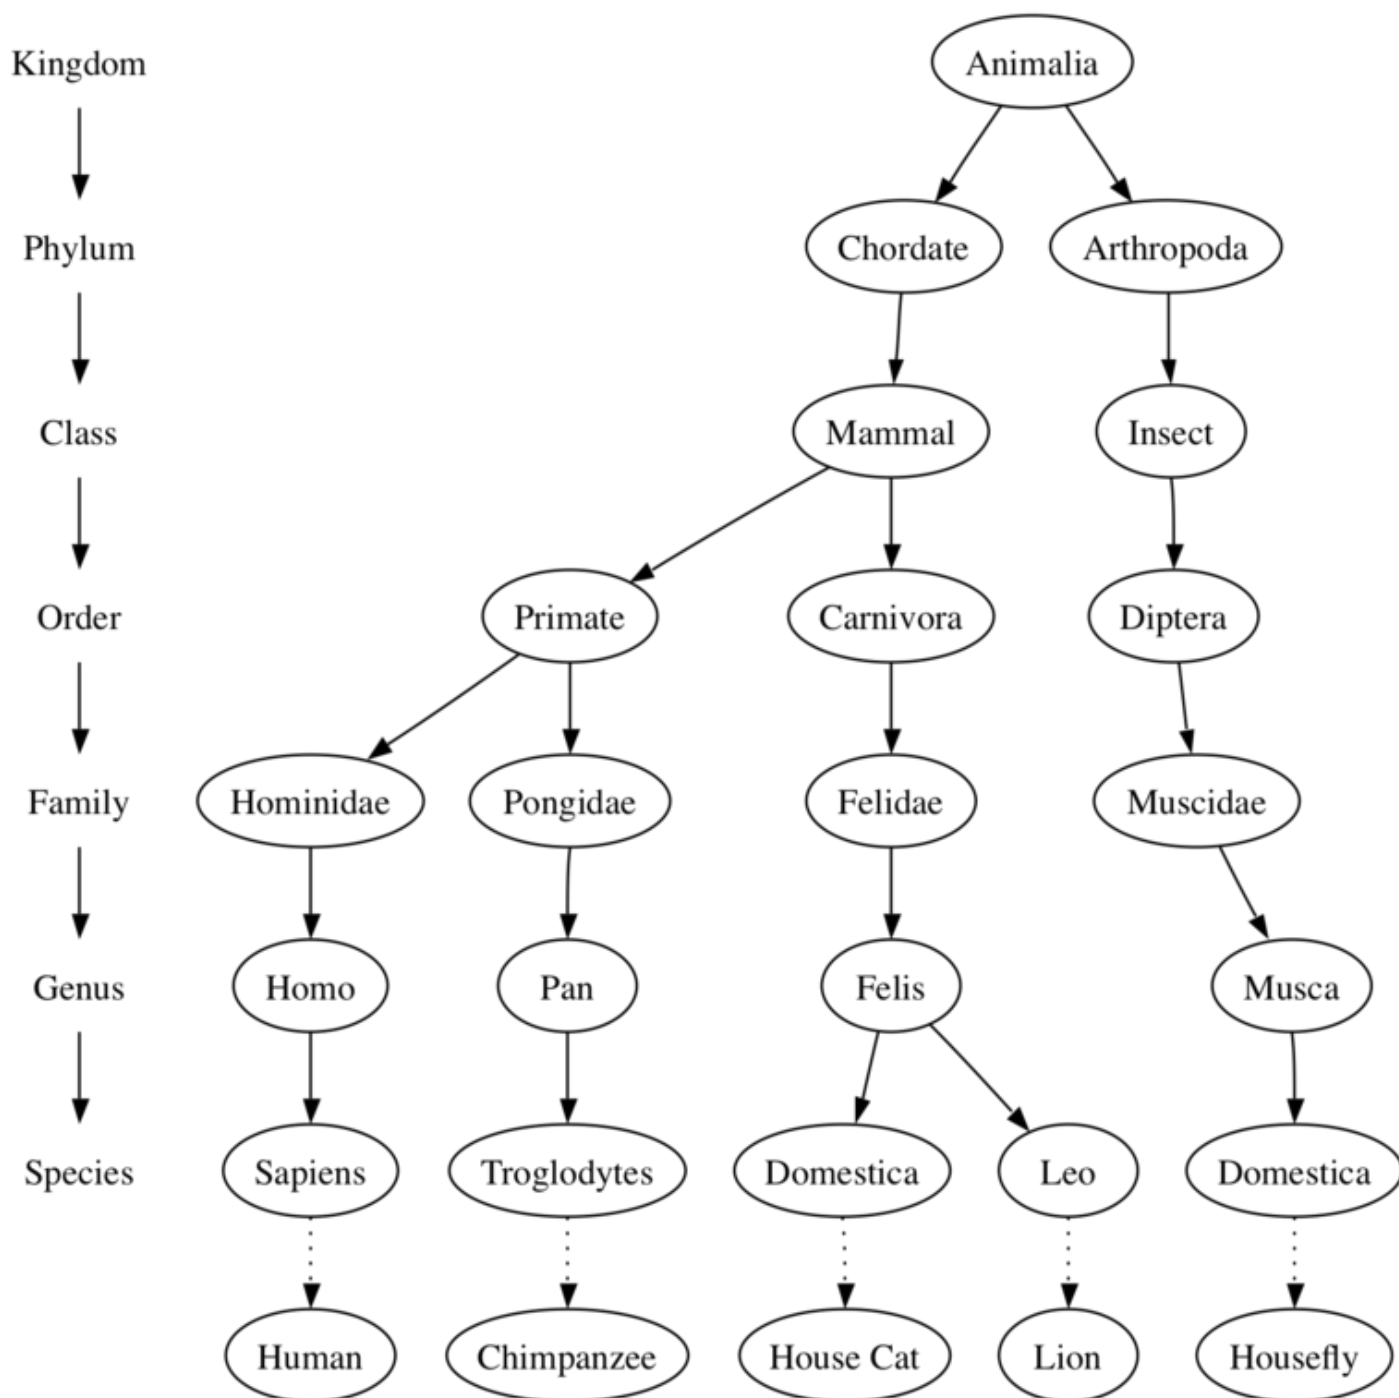 Kingdom
Animalia
Phylum
Chordate
Arthropoda
Class
Mammal
Insect
Order
Primate
Carnivora
Diptera
Family
Hominidae
Pongidae
Felidae
Muscidae
Genus
Homo
Pan
Felis
Musca
Species
Sapiens
Troglodytes
Domestica
Leo
Domestica
Human
Chimpanzee
House Cat
Lion
Housefly